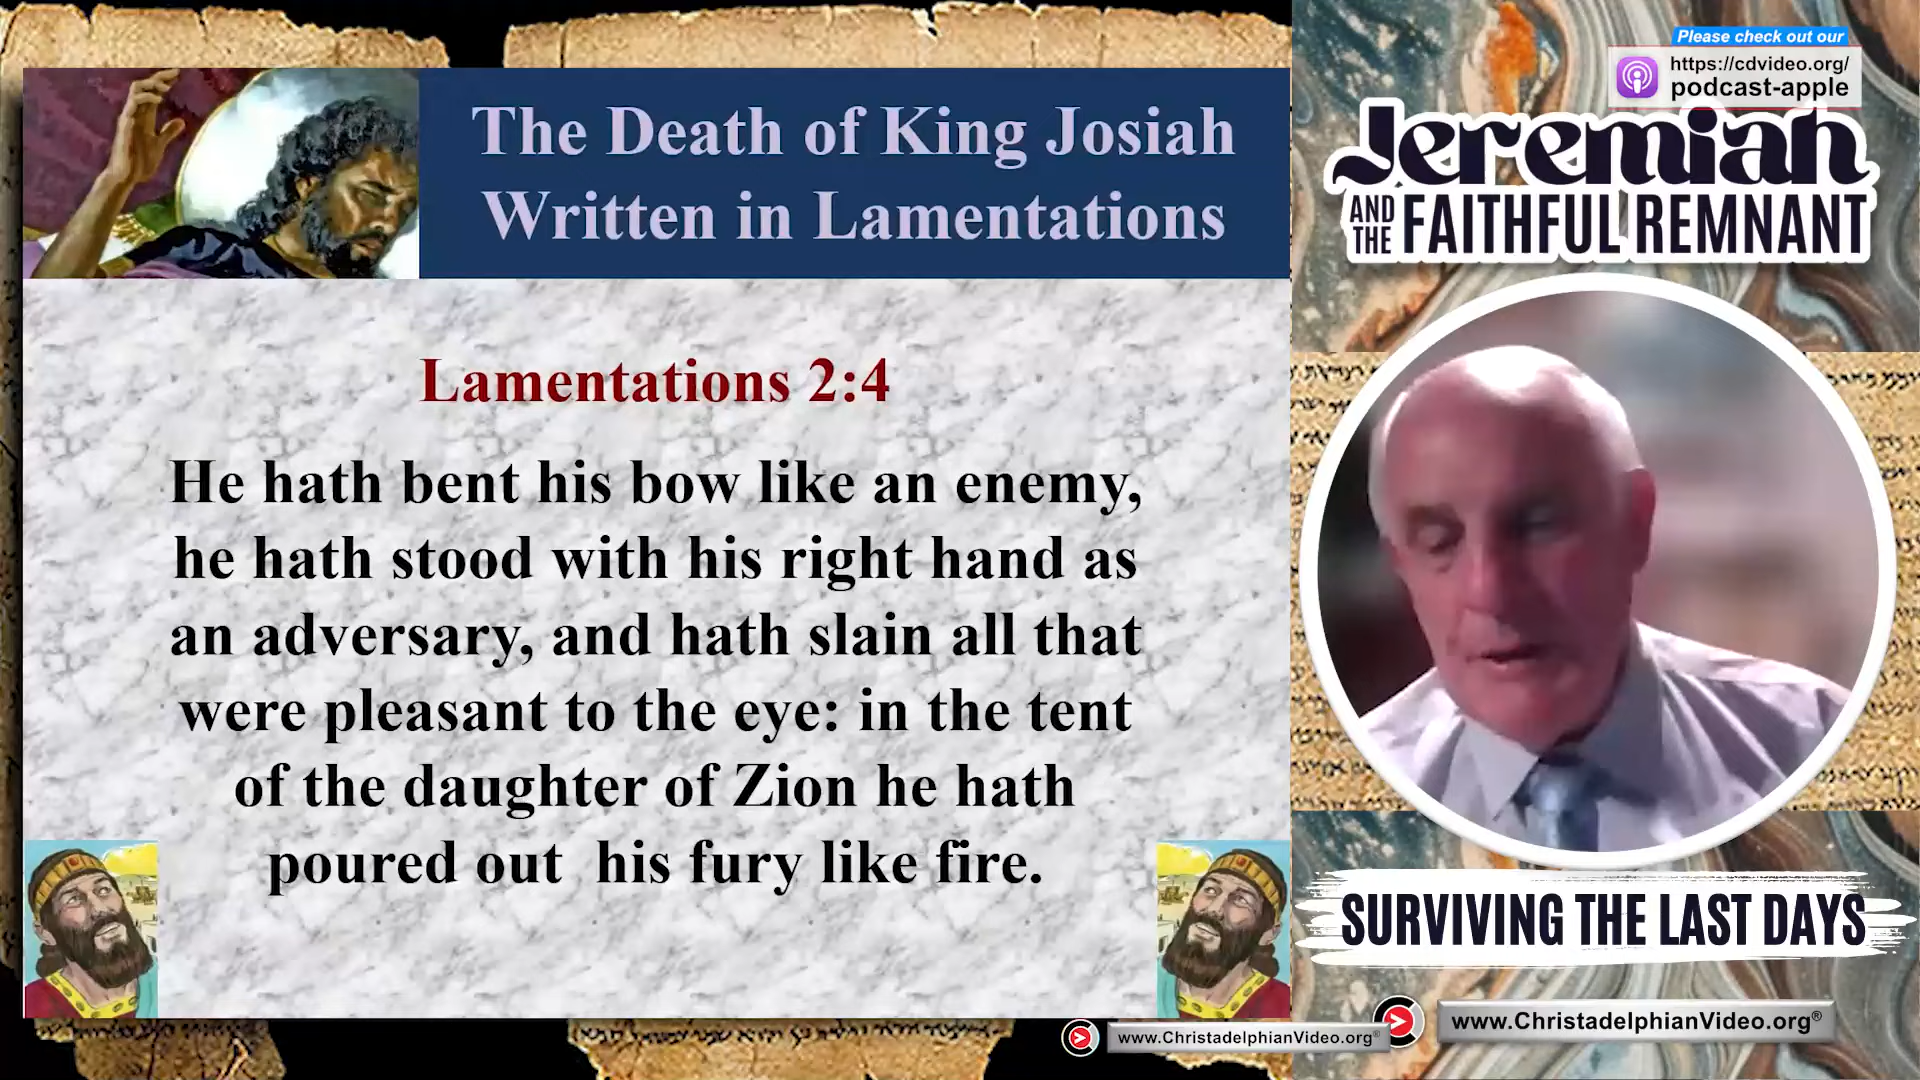 The Death of King Josiah
Written in Lamentations
Lamentations 2:4
He hath bent his bow like an enemy,
he hath stood with his right hand as
an adversary, and hath slain all that
were pleasant to the eye: in the tent
of the daughter of Zion he hath
poured out his fury like fire.
www.ChristadelphianVideo.org®
Please check out our
https://cdvideo.org/
podcast-apple
Jeremiah
AND THE FAITHFUL REMNANT
SURVIVING THE LAST DAYS
www.ChristadelphianVideo.org®